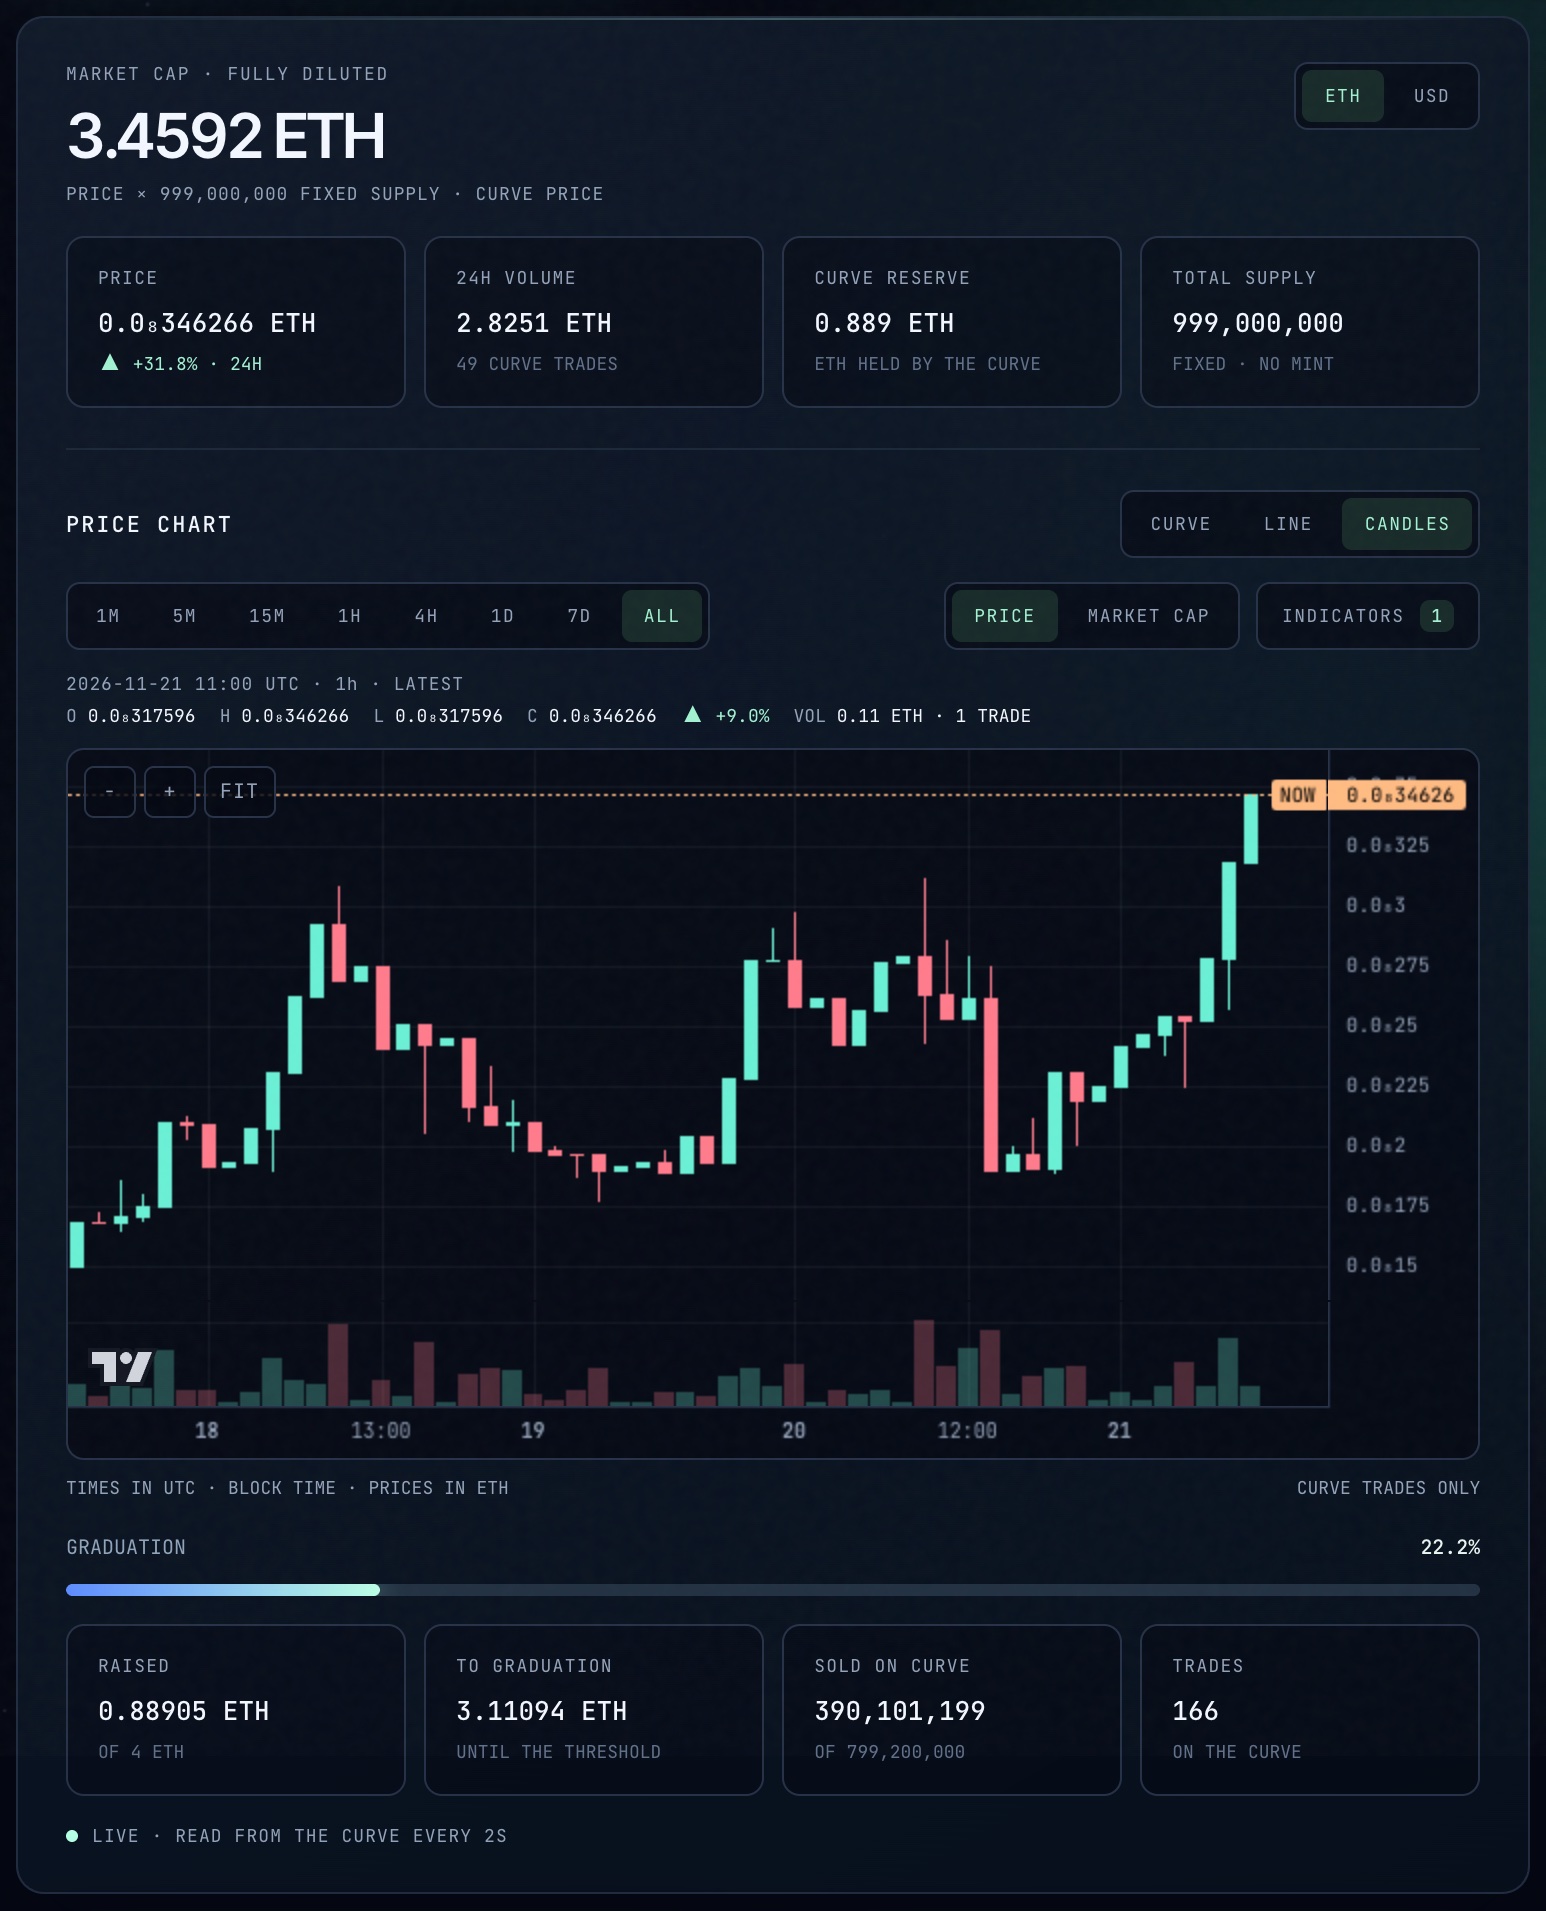 MARKET CAP · FULLY DILUTED
3.4592 ETH
ETH USD
PRICE × 999,000,000 FIXED SUPPLY · CURVE PRICE
PRICE
0.0₈346266 ETH
▲ +31.8% · 24H
24H VOLUME
2.8251 ETH
49 CURVE TRADES
CURVE RESERVE
0.889 ETH
ETH HELD BY THE CURVE
TOTAL SUPPLY
999,000,000
FIXED · NO MINT
PRICE CHART
CURVE LINE CANDLES
1M 5M 15M 1H 4H 1D 7D ALL
PRICE MARKET CAP
INDICATORS 1
2026-11-21 11:00 UTC · 1h · LATEST
O 0.0₈317596 H 0.0₈346266 L 0.0₈317596 C 0.0₈346266 ▲ +9.0% VOL 0.11 ETH · 1 TRADE
- + FIT
NOW 0.0₈34626
0.0₈325
0.0₈3
0.0₈275
0.0₈25
0.0₈225
0.0₈2
0.0₈175
0.0₈15
18 13:00 19 20 12:00 21
TIMES IN UTC · BLOCK TIME · PRICES IN ETH
CURVE TRADES ONLY
GRADUATION
22.2%
RAISED
0.88905 ETH
OF 4 ETH
TO GRADUATION
3.11094 ETH
UNTIL THE THRESHOLD
SOLD ON CURVE
390,101,199
OF 799,200,000
TRADES
166
ON THE CURVE
LIVE · READ FROM THE CURVE EVERY 2S